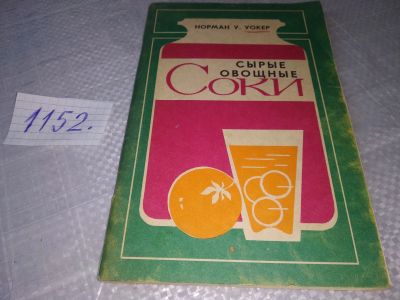 НОРМАН У. УОКЕР
СЫРЫЕ
ОВОЩНЫЕ
СОКИ
1152.